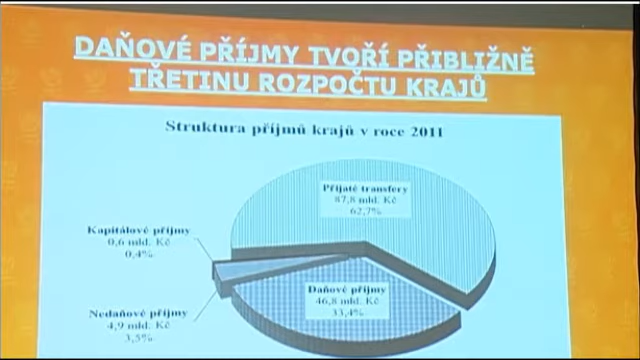 DAŇOVÉ PŘÍJMY TVOŘÍ PŘIBLIŽNĚ
TŘETINU ROZPOČTU KRAJŮ
Struktura příjmů krajů v roce 2011
Přijaté transfery
87,8 mld. Kč
62,7%
Kapitálové příjmy
0,6 mld. Kč
0,4%
Daňové příjmy
46,8 mld. Kč
33,4%
Nedaňové příjmy
4,9 mld. Kč
3,5%